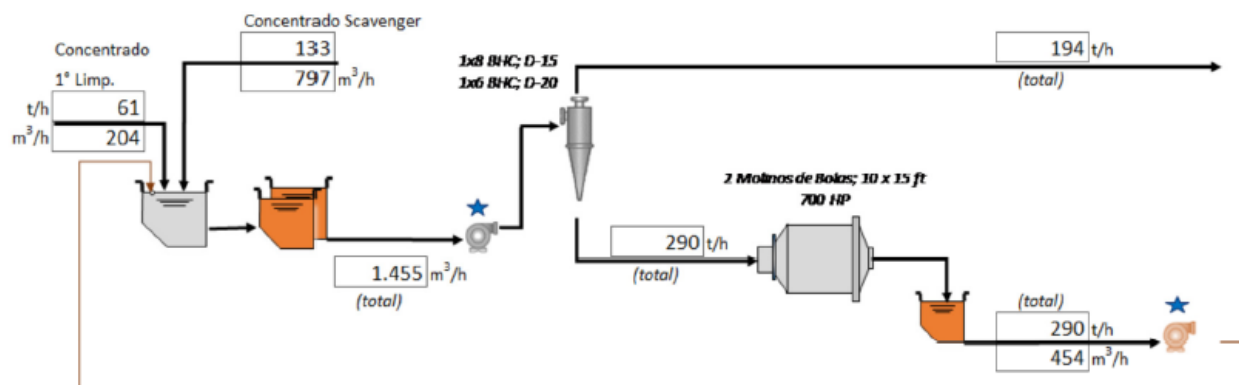 Concentrado Scavenger
133
797 m³/h
Concentrado
1° Limp.
t/h 61
m³/h 204
1x8 BHC; D-15
1x6 BHC; D-20
194 t/h
(total)
2 Molinos de Bolas; 10 x 15 ft
700 HP
290 t/h
(total)
1.455 m³/h
(total)
(total)
290 t/h
454 m³/h